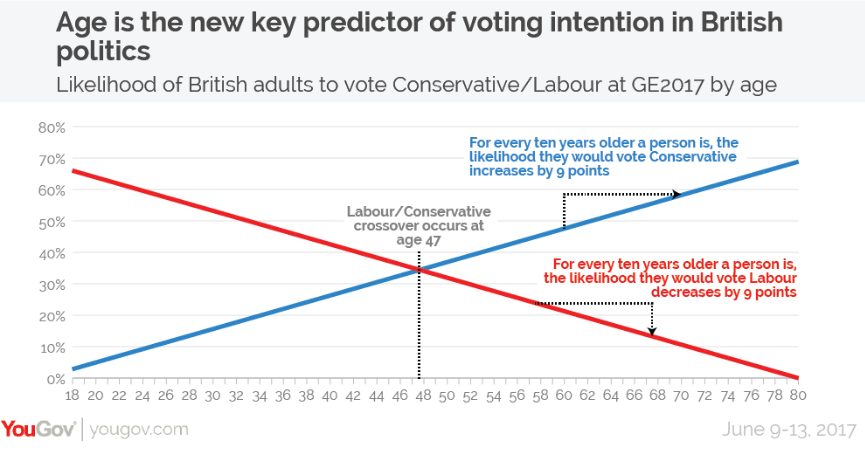 Age is the new key predictor of voting intention in British
politics
Likelihood of British adults to vote Conservative/Labour at GE2017 by age
80%
For every ten years older a person is, the
likelihood they would vote Conservative
increases by 9 points
70%
60%
Labour/Conservative
crossover occurs at
age 47
50%
40%
For every ten years older a person is,
the likelihood they would vote Labour
decreases by 9 points
30%
20%
10%
0%
18 20 22 24 26 28 30 32 34 36 38 40 42 44 46 48 50 52 54 56 58 60 62 64 66 68 70 72 74 76 78 80
YouGov yougov.com June 9-13, 2017